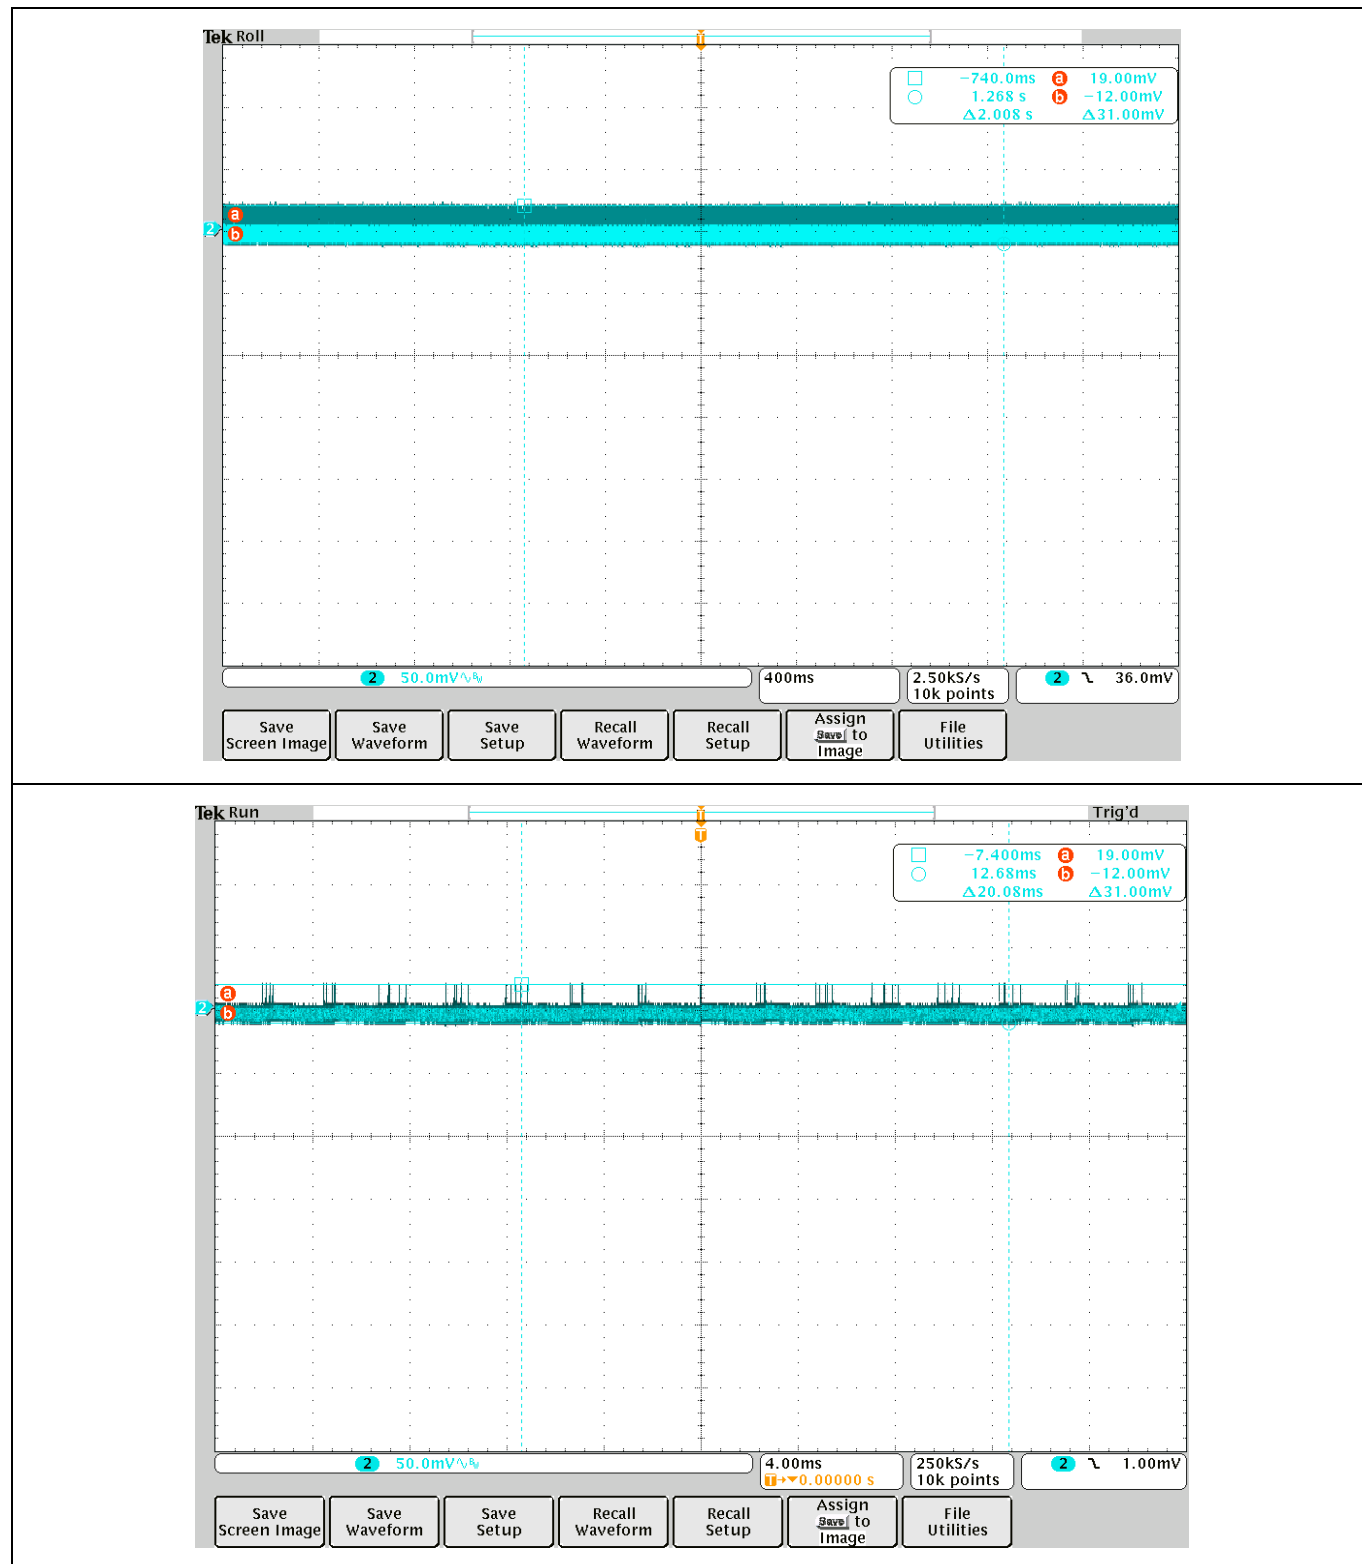 Tek Roll
T
−740.0ms a 19.00mV
1.268 s b −12.00mV
Δ2.008 s Δ31.00mV
a
2
b
2 50.0mV∿BW
400ms
2.50kS/s
10k points
2 36.0mV
Save Screen Image
Save Waveform
Save Setup
Recall Waveform
Recall Setup
Assign Save to Image
File Utilities
Tek Run
T
Trig'd
T
−7.400ms a 19.00mV
12.68ms b −12.00mV
Δ20.08ms Δ31.00mV
a
2
b
2 50.0mV∿BW
4.00ms
T→▼0.00000 s
250kS/s
10k points
2 1.00mV
Save Screen Image
Save Waveform
Save Setup
Recall Waveform
Recall Setup
Assign Save to Image
File Utilities